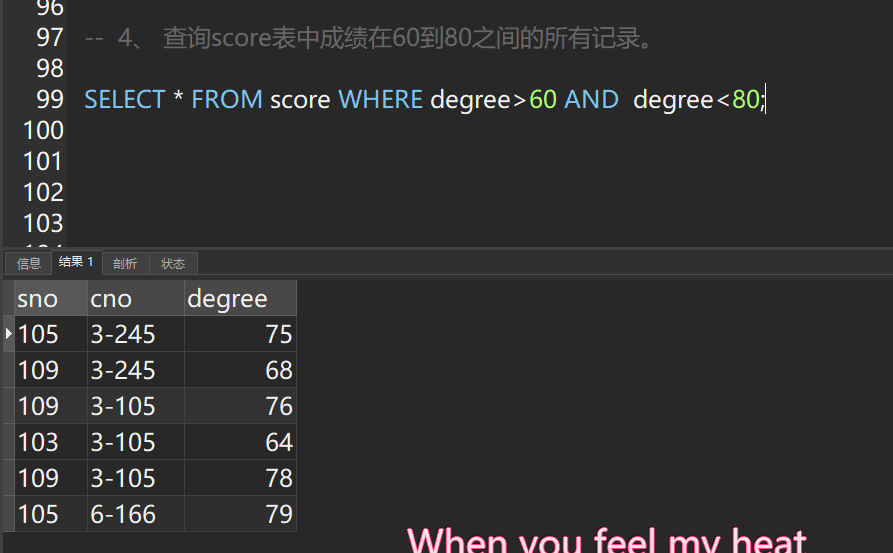 96
97 -- 4、 查询score表中成绩在60到80之间的所有记录。
98
99 SELECT * FROM score WHERE degree>60 AND  degree<80;
100
101
102
103
104
信息 结果 1 剖析 状态
sno cno degree
105 3-245 75
109 3-245 68
109 3-105 76
103 3-105 64
109 3-105 78
105 6-166 79
When you feel my heat